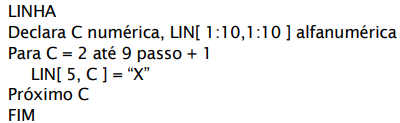 LINHA
Declara C numérica, LIN[ 1:10,1:10 ] alfanumérica
Para C = 2 até 9 passo + 1
LIN[ 5, C ] = “X”
Próximo C
FIM